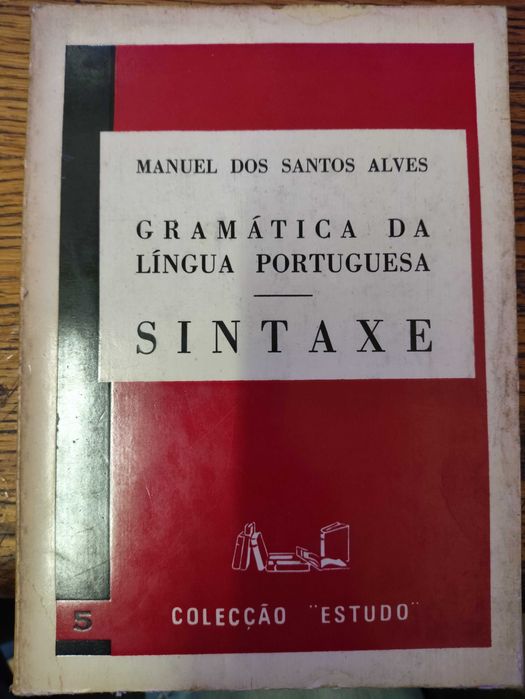 MANUEL DOS SANTOS ALVES
GRAMÁTICA DA
LÍNGUA PORTUGUESA
SINTAXE
5
COLECÇÃO ¨ESTUDO¨